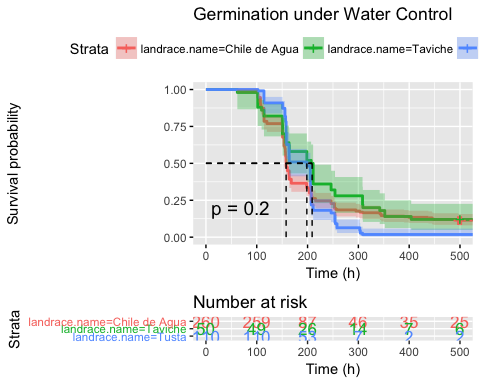 Germination under Water Control
Strata landrace.name=Chile de Agua landrace.name=Taviche
Survival probability
1.00
0.75
0.50
0.25
0.00
p = 0.2
0 100 200 300 400 500
Time (h)
Number at risk
Strata
landrace.name=Chile de Agua 260 259 87 46 35 25
landrace.name=Taviche 50 49 26 14 7 6
landrace.name=Tusta 2 2
0 100 200 300 400 500
Time (h)